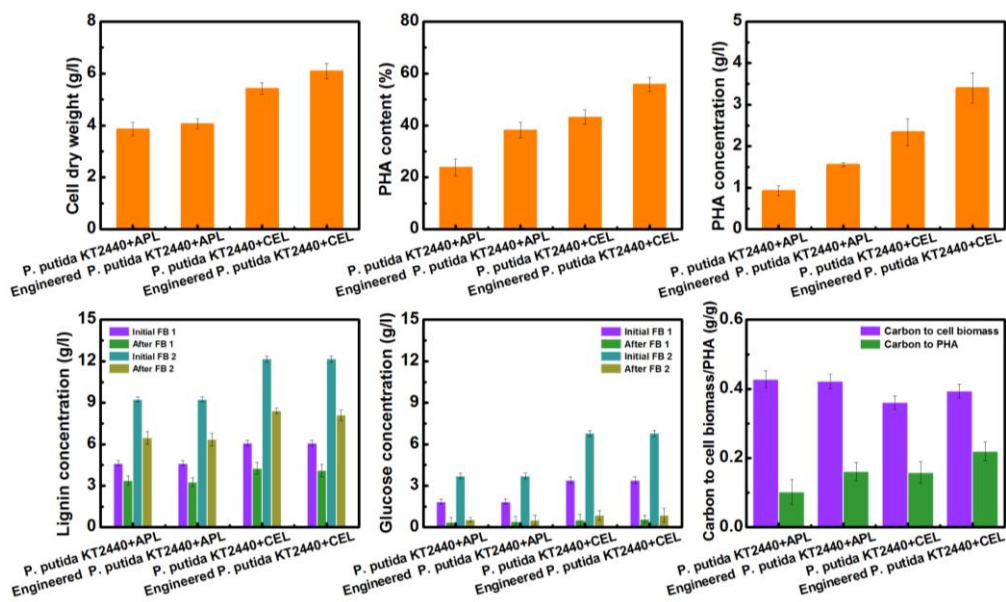 Cell dry weight (g/l)
8
6
4
2
0
P. putida KT2440+APL
Engineered P. putida KT2440+APL
P. putida KT2440+CEL
Engineered P. putida KT2440+CEL
PHA content (%)
80
60
40
20
0
P. putida KT2440+APL
Engineered P. putida KT2440+APL
P. putida KT2440+CEL
Engineered P. putida KT2440+CEL
PHA concentration (g/l)
5
4
3
2
1
0
P. putida KT2440+APL
Engineered P. putida KT2440+APL
P. putida KT2440+CEL
Engineered P. putida KT2440+CEL
Lignin concentration (g/l)
15
12
9
6
3
0
Initial FB 1
After FB 1
Initial FB 2
After FB 2
P. putida KT2440+APL
Engineered P. putida KT2440+APL
P. putida KT2440+CEL
Engineered P. putida KT2440+CEL
Glucose concentration (g/l)
15
12
9
6
3
0
Initial FB 1
After FB 1
Initial FB 2
After FB 2
P. putida KT2440+APL
Engineered P. putida KT2440+APL
P. putida KT2440+CEL
Engineered P. putida KT2440+CEL
Carbon to cell biomass/PHA (g/g)
0.6
0.4
0.2
0.0
Carbon to cell biomass
Carbon to PHA
P. putida KT2440+APL
Engineered P. putida KT2440+APL
P. putida KT2440+CEL
Engineered P. putida KT2440+CEL